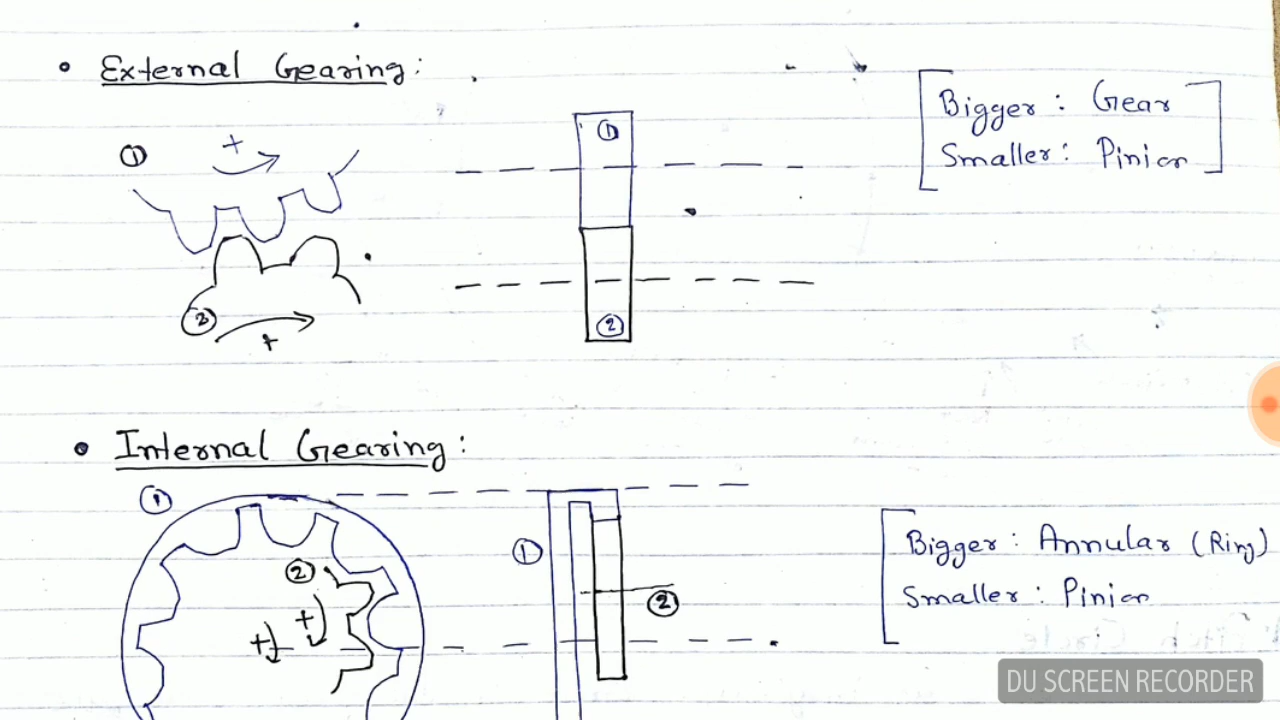 • External Gearing:
① +
①
Bigger: Gear
Smaller: Pinion
② +
②
• Internal Gearing:
①
①
②
②
+ +
Bigger: Annular (Ring)
Smaller: Pinion
DU SCREEN RECORDER